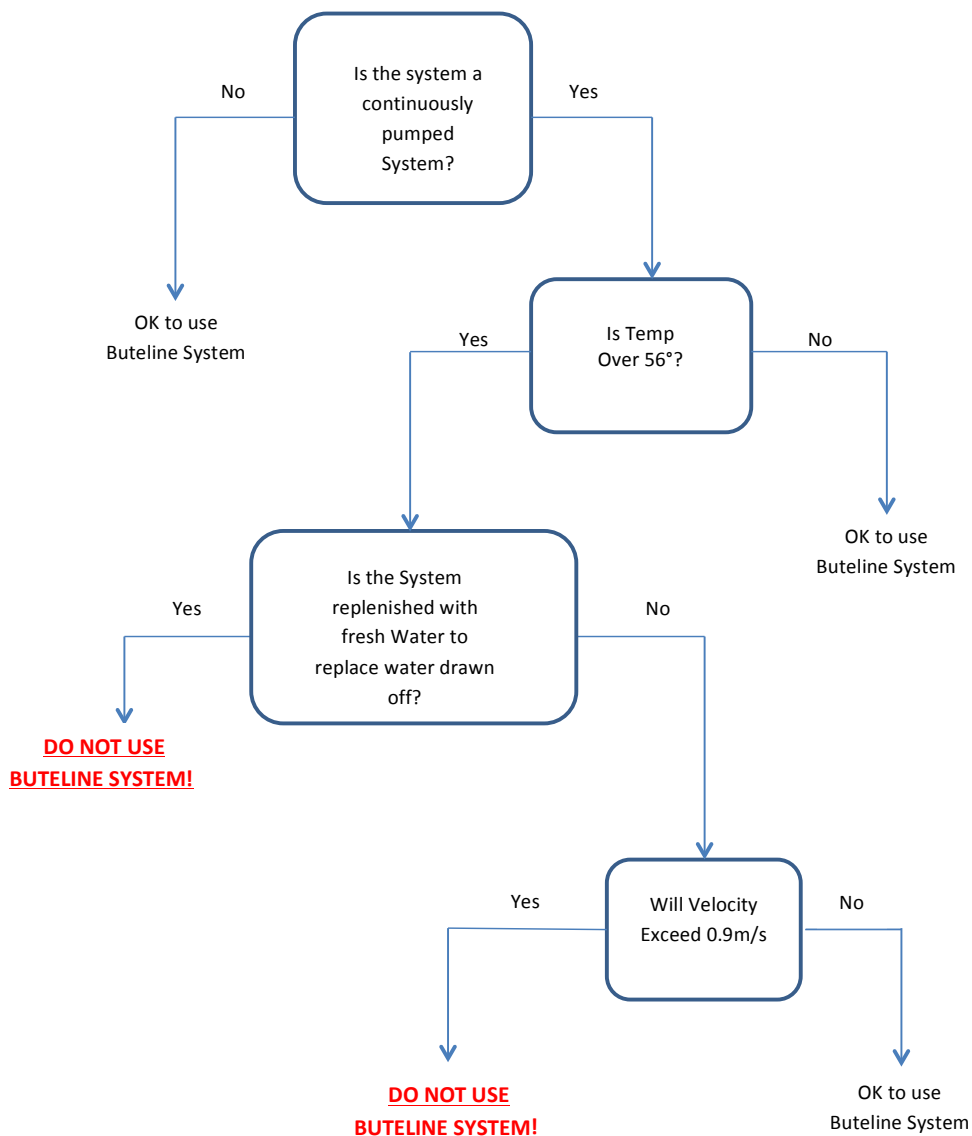 Is the system a
continuously
pumped
System?
No
Yes
OK to use
Buteline System
Is Temp
Over 56°?
Yes
No
OK to use
Buteline System
Is the System
replenished with
fresh Water to
replace water drawn
off?
Yes
No
DO NOT USE
BUTELINE SYSTEM!
Will Velocity
Exceed 0.9m/s
Yes
No
DO NOT USE
BUTELINE SYSTEM!
OK to use
Buteline System